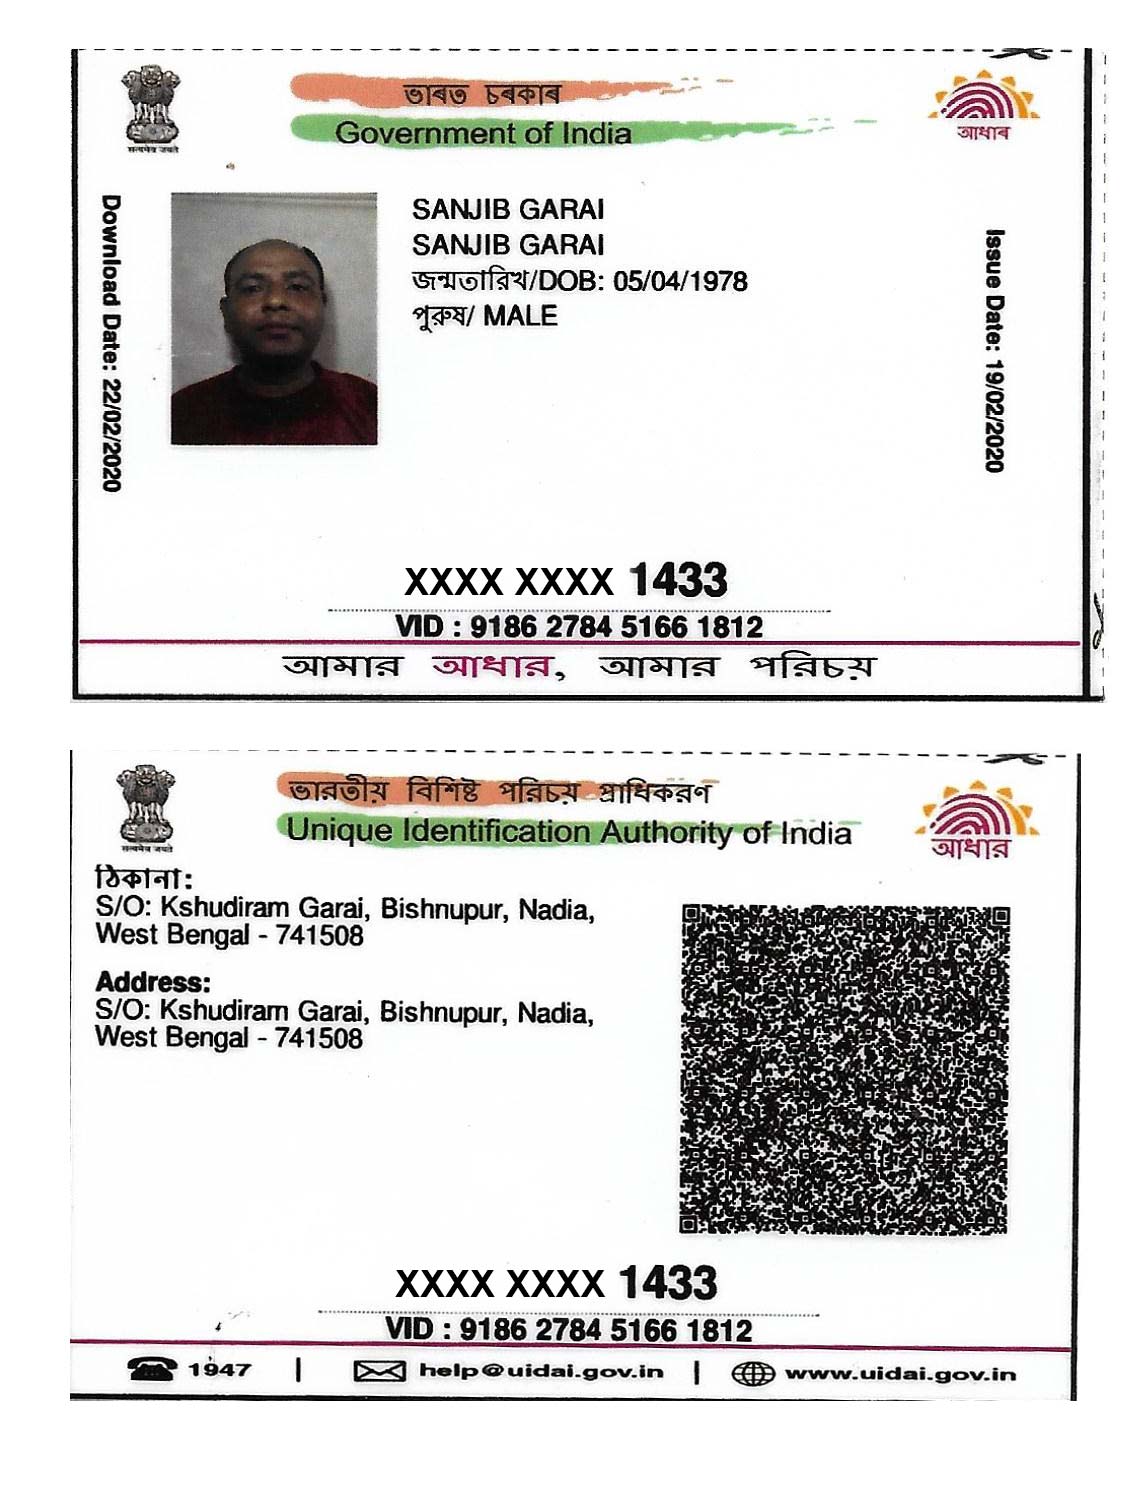 ভাৰত চৰকাৰ
Government of India
सत्यमेव जयते
আধাৰ
Download Date: 22/02/2020
SANJIB GARAI
SANJIB GARAI
জন্মতারিখ/DOB: 05/04/1978
পুরুষ/ MALE
Issue Date: 19/02/2020
XXXX XXXX 1433
VID : 9186 2784 5166 1812
আমার আধার, আমার পরিচয়
ভারতীয় বিশিষ্ট পরিচয় প্রাধিকরণ
Unique Identification Authority of India
सत्यमेव जयते
আধার
ঠিকানা:
S/O: Kshudiram Garai, Bishnupur, Nadia,
West Bengal - 741508
Address:
S/O: Kshudiram Garai, Bishnupur, Nadia,
West Bengal - 741508
XXXX XXXX 1433
VID : 9186 2784 5166 1812
1947 | help@uidai.gov.in | www.uidai.gov.in